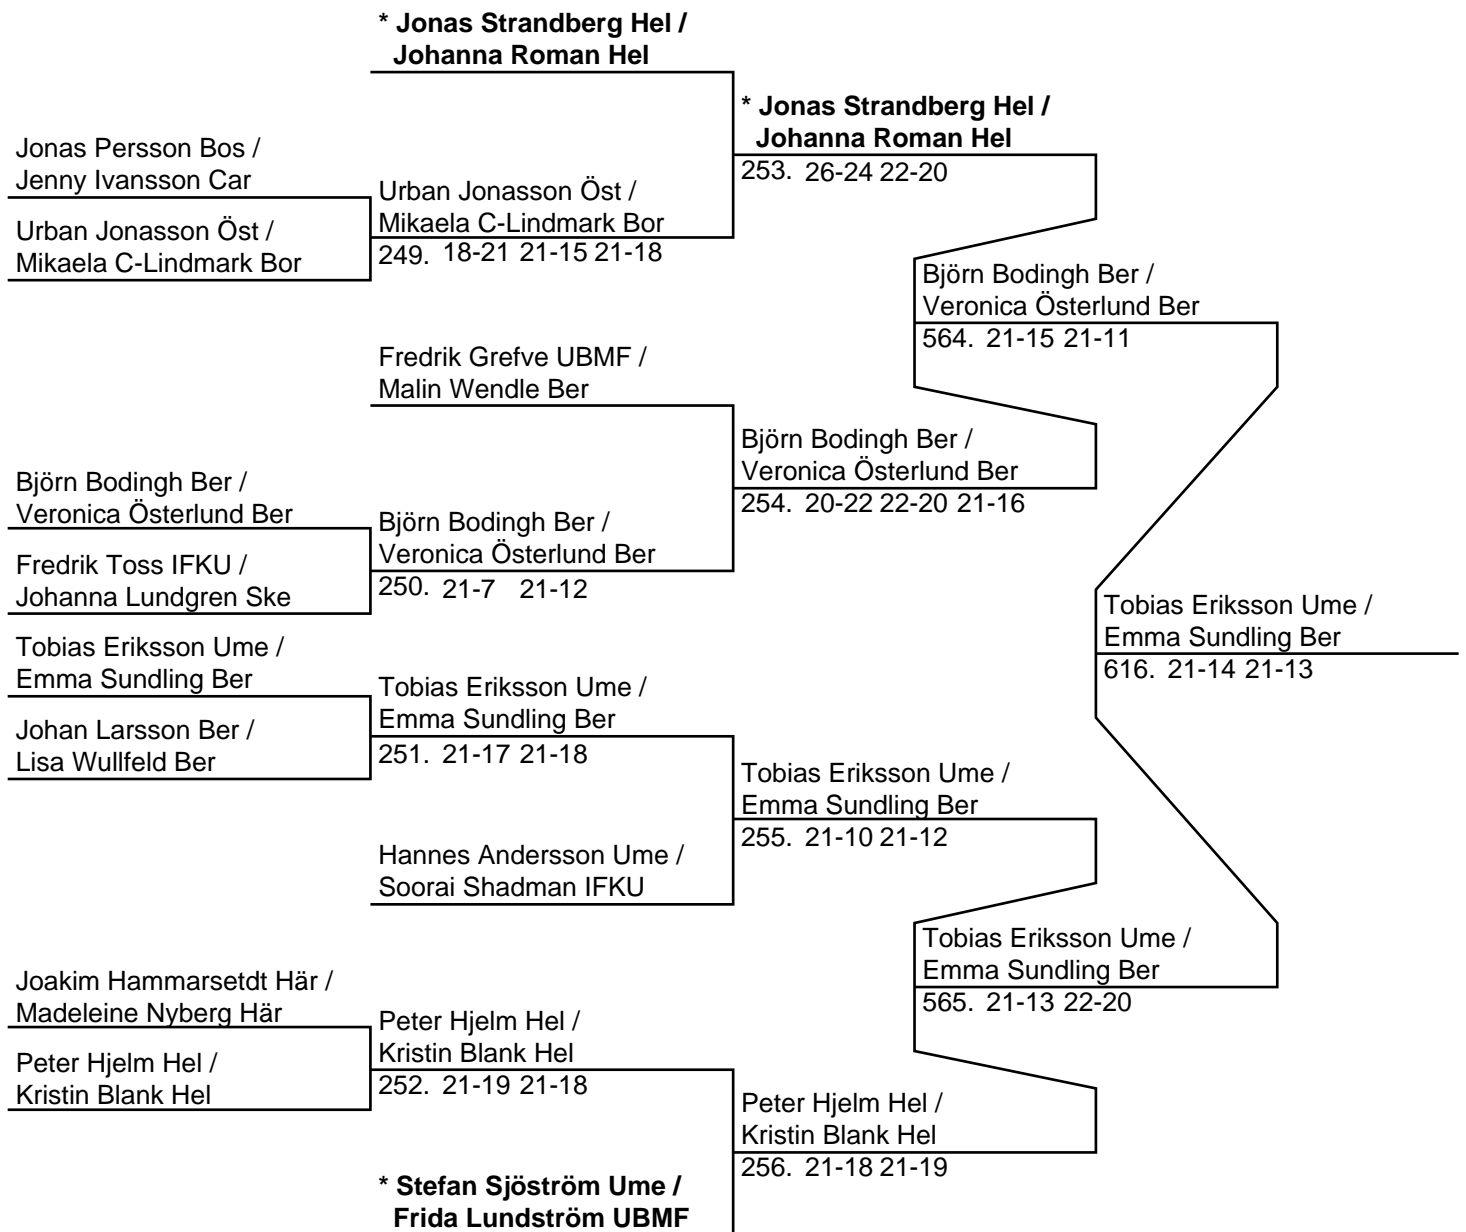 * Jonas Strandberg Hel /
Johanna Roman Hel
* Jonas Strandberg Hel /
Johanna Roman Hel
253. 26-24 22-20
Jonas Persson Bos /
Jenny Ivansson Car
Urban Jonasson Öst /
Mikaela C-Lindmark Bor
Urban Jonasson Öst /
Mikaela C-Lindmark Bor
249. 18-21 21-15 21-18
Björn Bodingh Ber /
Veronica Österlund Ber
564. 21-15 21-11
Fredrik Grefve UBMF /
Malin Wendle Ber
Björn Bodingh Ber /
Veronica Österlund Ber
254. 20-22 22-20 21-16
Björn Bodingh Ber /
Veronica Österlund Ber
Fredrik Toss IFKU /
Johanna Lundgren Ske
Björn Bodingh Ber /
Veronica Österlund Ber
250. 21-7 21-12
Tobias Eriksson Ume /
Emma Sundling Ber
616. 21-14 21-13
Tobias Eriksson Ume /
Emma Sundling Ber
Johan Larsson Ber /
Lisa Wullfeld Ber
Tobias Eriksson Ume /
Emma Sundling Ber
251. 21-17 21-18
Tobias Eriksson Ume /
Emma Sundling Ber
255. 21-10 21-12
Hannes Andersson Ume /
Soorai Shadman IFKU
Tobias Eriksson Ume /
Emma Sundling Ber
565. 21-13 22-20
Joakim Hammarsetdt Här /
Madeleine Nyberg Här
Peter Hjelm Hel /
Kristin Blank Hel
Peter Hjelm Hel /
Kristin Blank Hel
252. 21-19 21-18
Peter Hjelm Hel /
Kristin Blank Hel
256. 21-18 21-19
* Stefan Sjöström Ume /
Frida Lundström UBMF